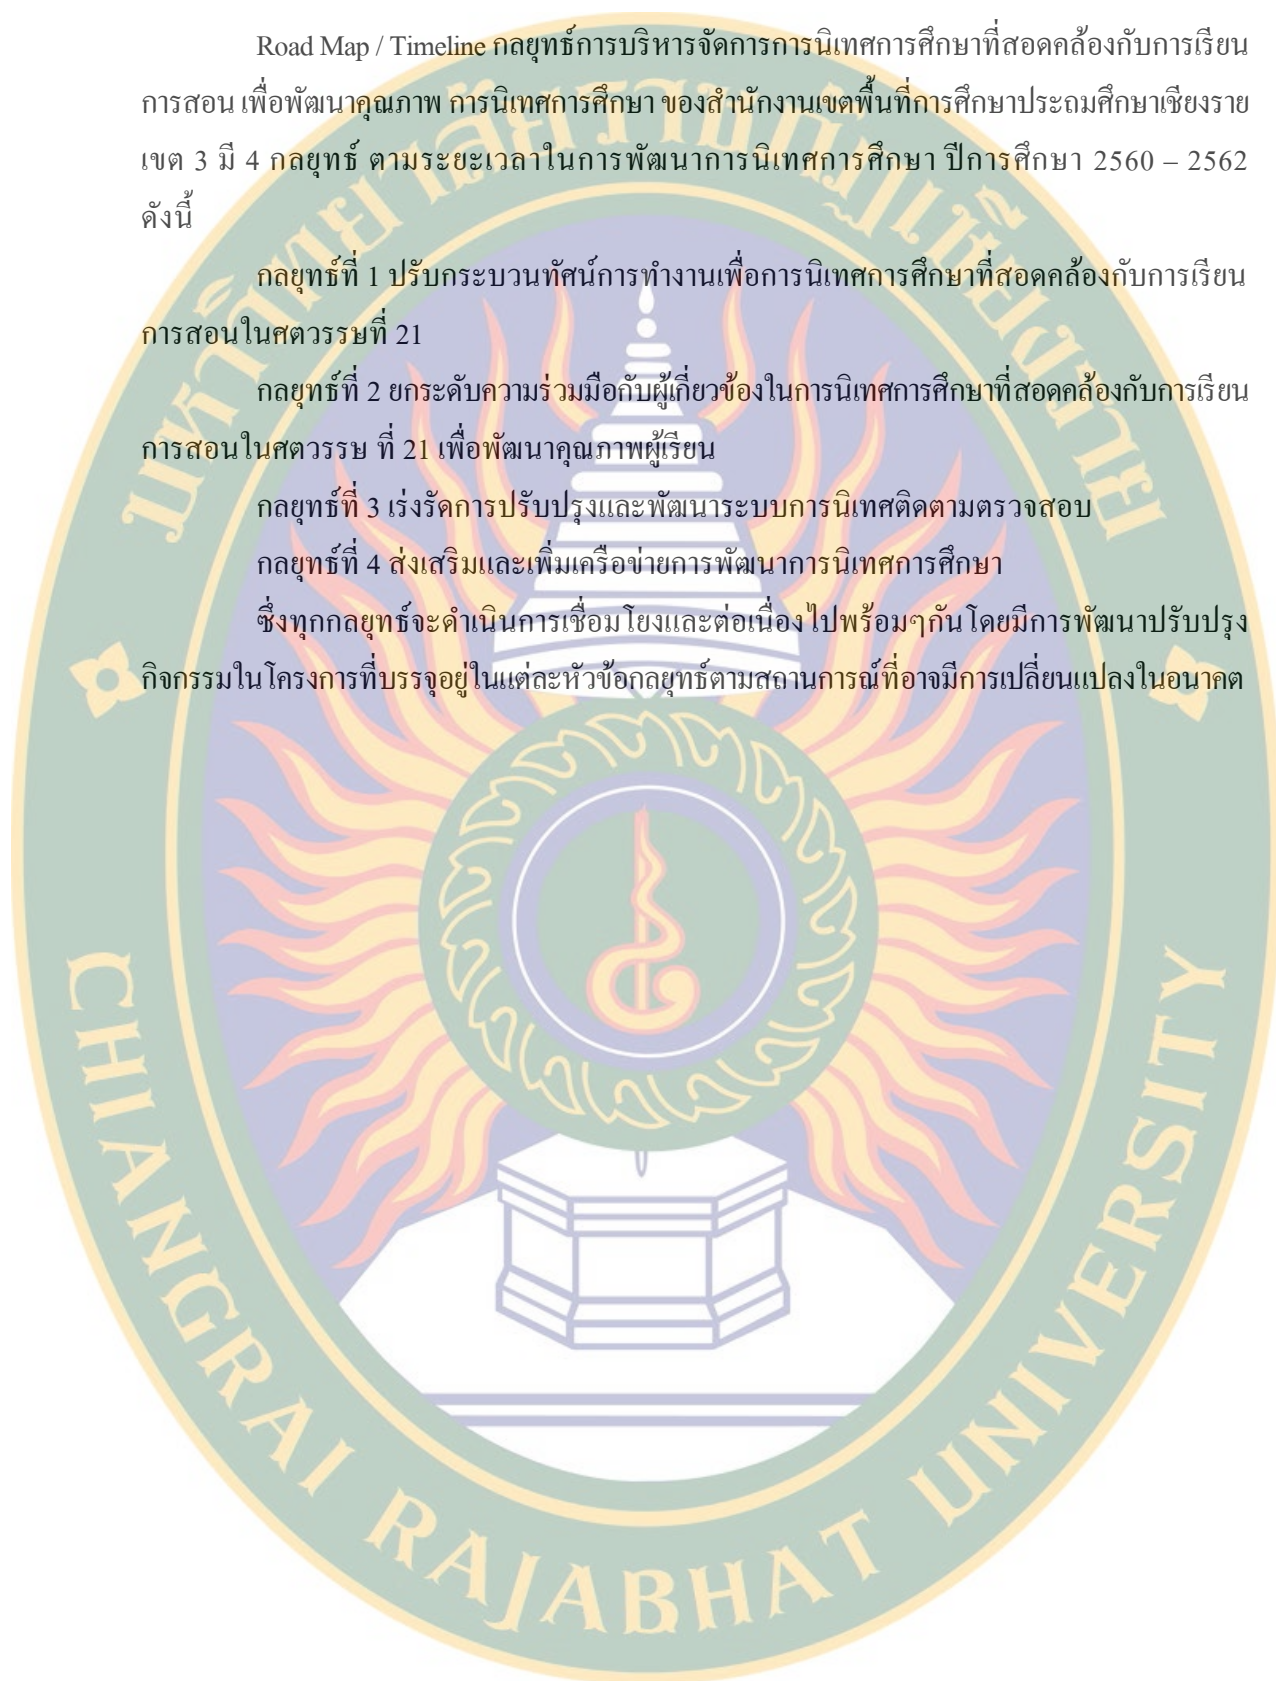 Road Map / Timeline กลยุทธ์การบริหารจัดการการนิเทศการศึกษาที่สอดคล้องกับการเรียน
การสอน เพื่อพัฒนาคุณภาพ การนิเทศการศึกษา ของสำนักงานเขตพื้นที่การศึกษาประถมศึกษาเชียงราย
เขต 3 มี 4 กลยุทธ์ ตามระยะเวลาในการพัฒนาการนิเทศการศึกษา ปีการศึกษา 2560 – 2562
ดังนี้
กลยุทธ์ที่ 1 ปรับกระบวนทัศน์การทำงานเพื่อการนิเทศการศึกษาที่สอดคล้องกับการเรียน
การสอนในศตวรรษที่ 21
กลยุทธ์ที่ 2 ยกระดับความร่วมมือกับผู้เกี่ยวข้องในการนิเทศการศึกษาที่สอดคล้องกับการเรียน
การสอนในศตวรรษ ที่ 21 เพื่อพัฒนาคุณภาพผู้เรียน
กลยุทธ์ที่ 3 เร่งรัดการปรับปรุงและพัฒนาระบบการนิเทศติดตามตรวจสอบ
กลยุทธ์ที่ 4 ส่งเสริมและเพิ่มเครือข่ายการพัฒนาการนิเทศการศึกษา
ซึ่งทุกกลยุทธ์จะดำเนินการเชื่อมโยงและต่อเนื่องไปพร้อมๆกันโดยมีการพัฒนาปรับปรุง
กิจกรรมในโครงการที่บรรจุอยู่ในแต่ละหัวข้อกลยุทธ์ตามสถานการณ์ที่อาจมีการเปลี่ยนแปลงในอนาคต
มหาวิทยาลัยราชภัฏเชียงราย
CHIANGRAI RAJABHAT UNIVERSITY